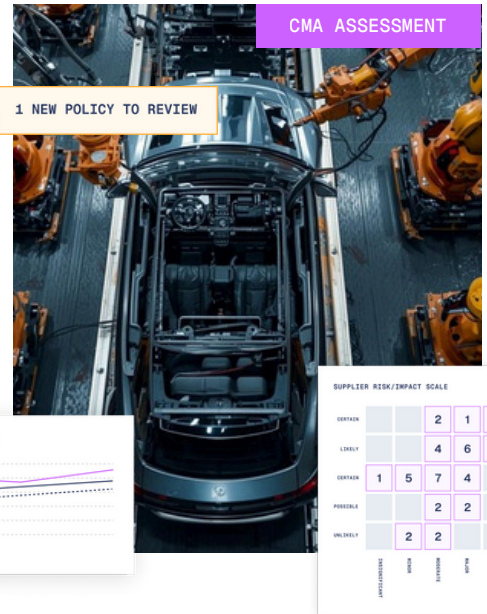 CMA ASSESSMENT
1 NEW POLICY TO REVIEW
SUPPLIER RISK/IMPACT SCALE
CERTAIN 2 1
LIKELY 4 6
CERTAIN 1 5 7 4
POSSIBLE 2 2
UNLIKELY 2 2
INSIGNIFICANT MINOR MODERATE MAJOR